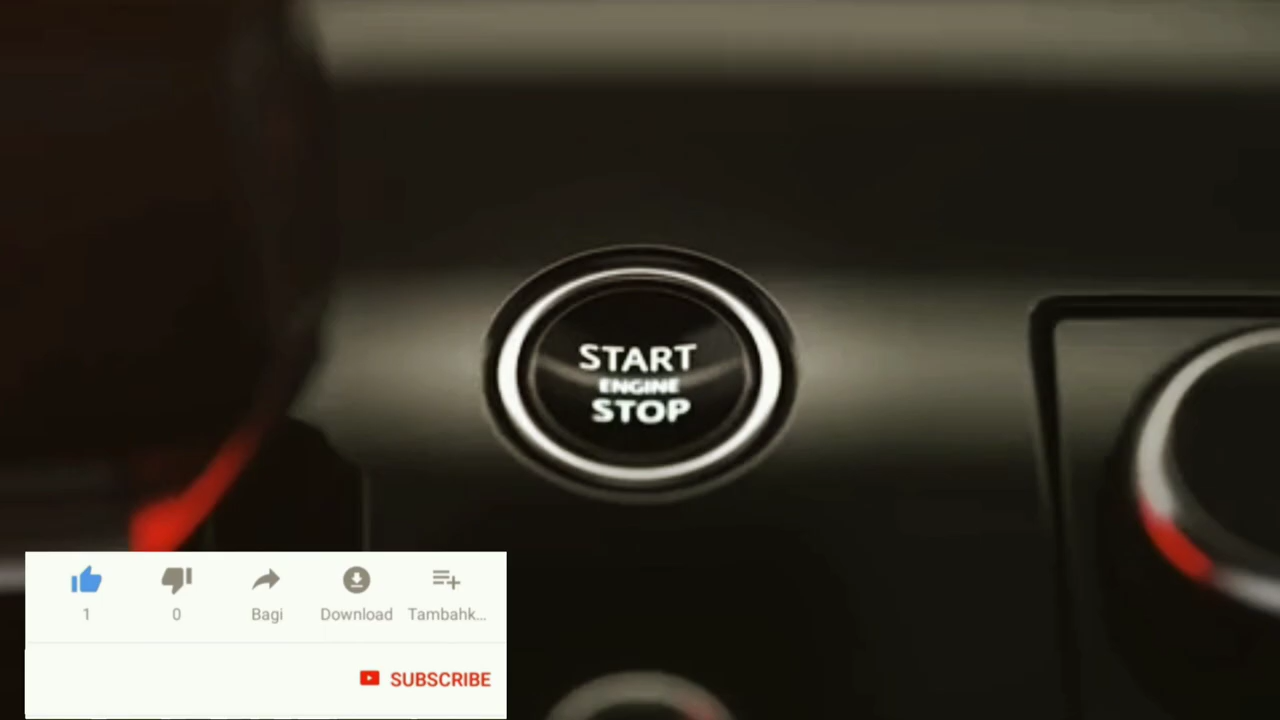 START
ENGINE
STOP
1 0 Bagi Download Tambahk...
SUBSCRIBE